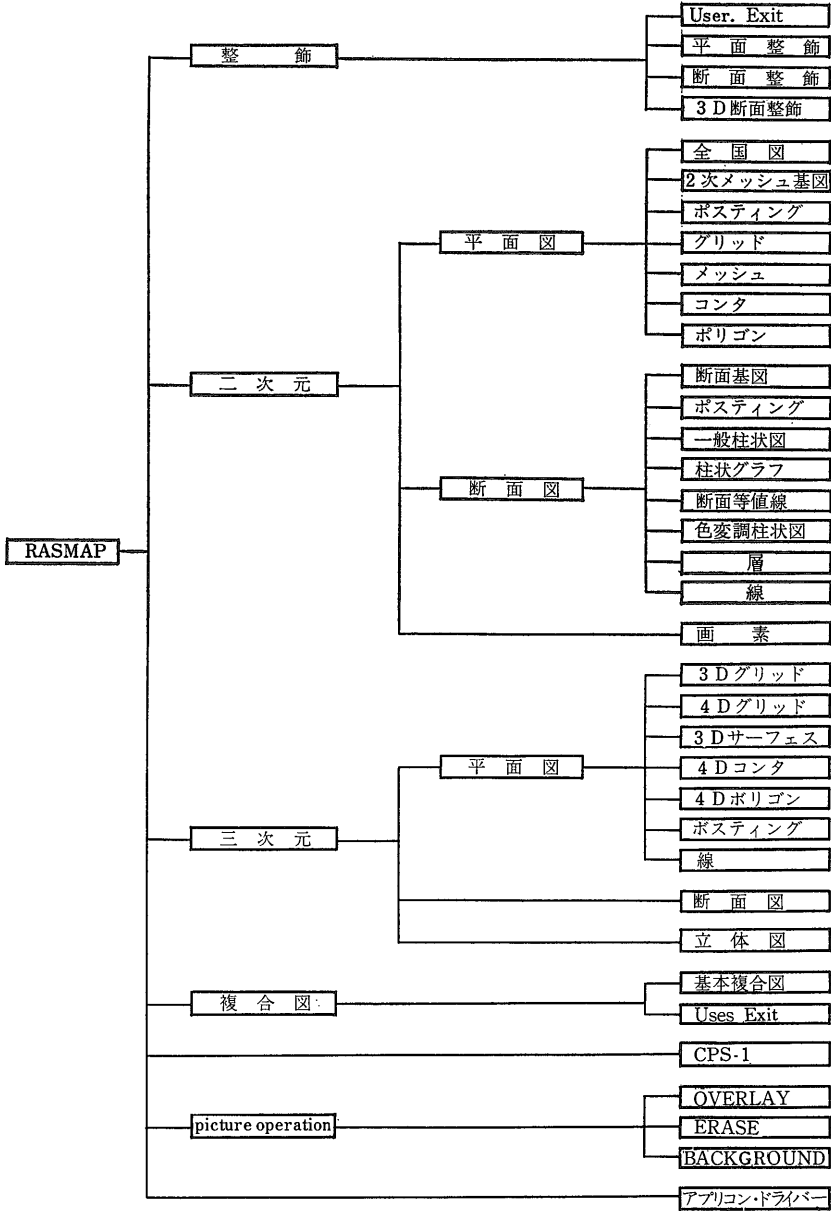 RASMAP
整飾
User. Exit
平面整飾
断面整飾
3D断面整飾
二次元
平面図
全国図
2次メッシュ基図
ポスティング
グリッド
メッシュ
コンタ
ポリゴン
断面図
断面基図
ポスティング
一般柱状図
柱状グラフ
断面等値線
色変調柱状図
層
線
画素
三次元
平面図
3Dグリッド
4Dグリッド
3Dサーフェス
4Dコンタ
4Dボリゴン
ボスティング
線
断面図
立体図
複合図
基本複合図
Uses Exit
CPS-1
picture operation
OVERLAY
ERASE
BACKGROUND
アプリコン・ドライバー